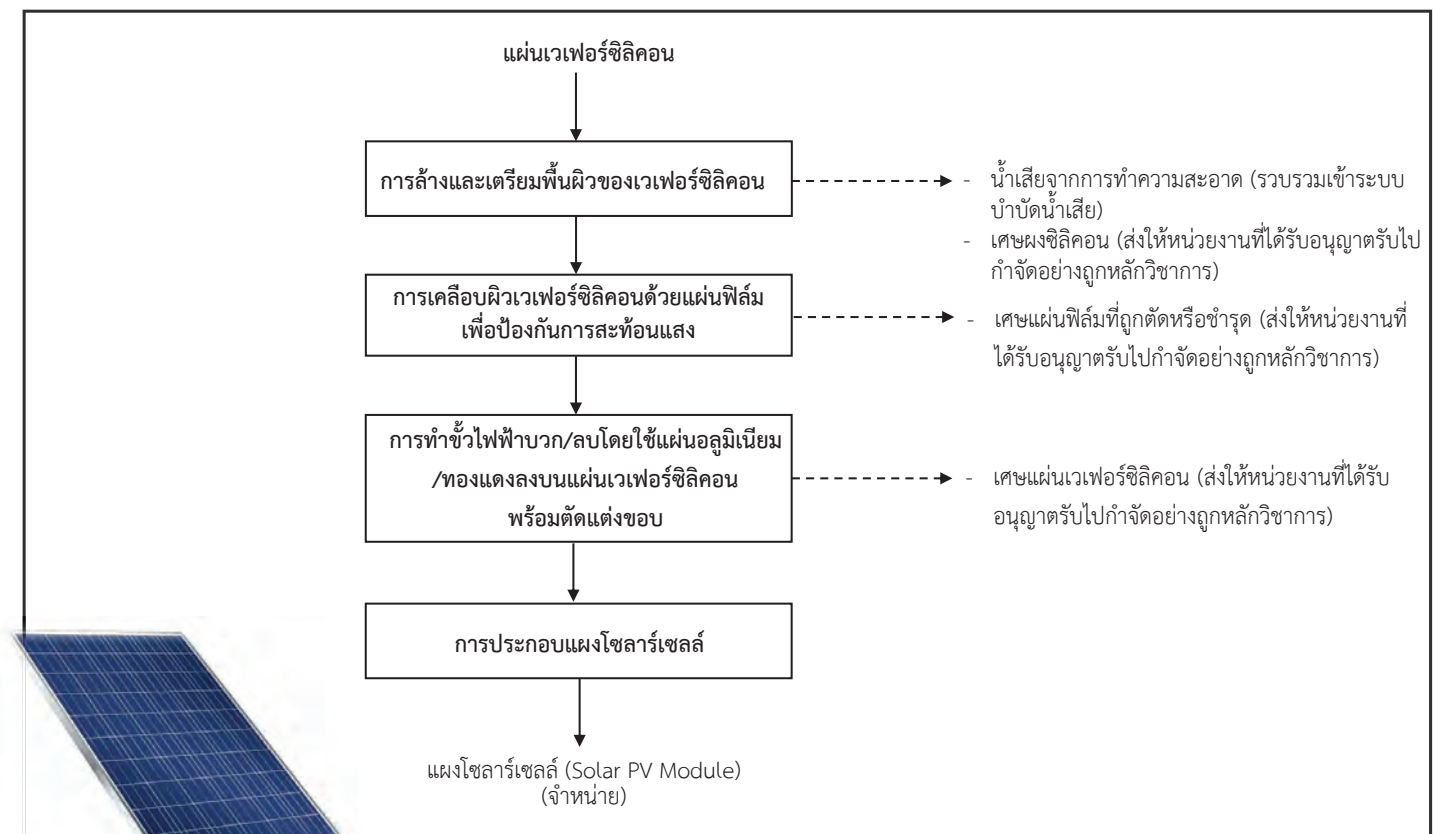 แผ่นเวเฟอร์ซิลิคอน
การล้างและเตรียมพื้นผิวของเวเฟอร์ซิลิคอน
- น้ำเสียจากการทำความสะอาด (รวบรวมเข้าระบบ
บำบัดน้ำเสีย)
- เศษผงซิลิคอน (ส่งให้หน่วยงานที่ได้รับอนุญาตรับไป
กำจัดอย่างถูกหลักวิชาการ)
การเคลือบผิวเวเฟอร์ซิลิคอนด้วยแผ่นฟิล์ม
เพื่อป้องกันการสะท้อนแสง
- เศษแผ่นฟิล์มที่ถูกตัดหรือชำรุด (ส่งให้หน่วยงานที่
ได้รับอนุญาตรับไปกำจัดอย่างถูกหลักวิชาการ)
การทำขั้วไฟฟ้าบวก/ลบโดยใช้แผ่นอลูมิเนียม
/ทองแดงลงบนแผ่นเวเฟอร์ซิลิคอน
พร้อมตัดแต่งขอบ
- เศษแผ่นเวเฟอร์ซิลิคอน (ส่งให้หน่วยงานที่ได้รับ
อนุญาตรับไปกำจัดอย่างถูกหลักวิชาการ)
การประกอบแผงโซลาร์เซลล์
แผงโซลาร์เซลล์ (Solar PV Module)
(จำหน่าย)